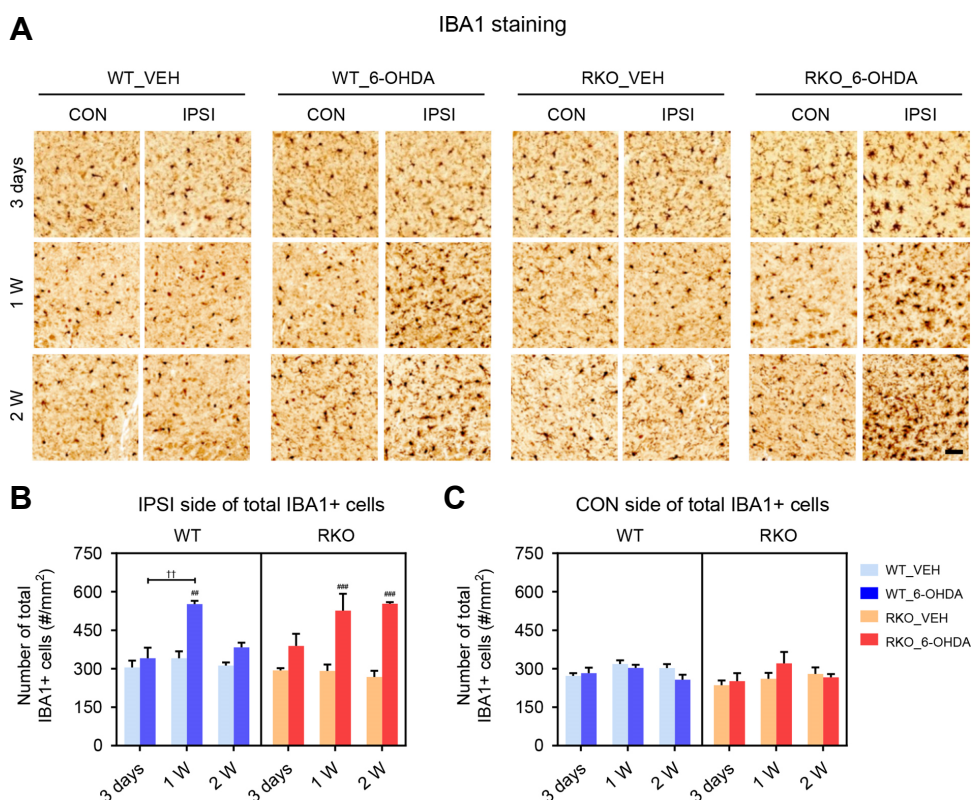 A
IBA1 staining
WT_VEH WT_6-OHDA RKO_VEH RKO_6-OHDA
CON IPSI CON IPSI CON IPSI CON IPSI
3 days
1 W
2 W
B
IPSI side of total IBA1+ cells
WT RKO
Number of total
IBA1+ cells (#/mm²)
750
600
450
300
150
0
††
##
###
###
3 days 1 W 2 W 3 days 1 W 2 W
C
CON side of total IBA1+ cells
WT RKO
Number of total
IBA1+ cells (#/mm²)
750
600
450
300
150
0
3 days 1 W 2 W 3 days 1 W 2 W
WT_VEH
WT_6-OHDA
RKO_VEH
RKO_6-OHDA